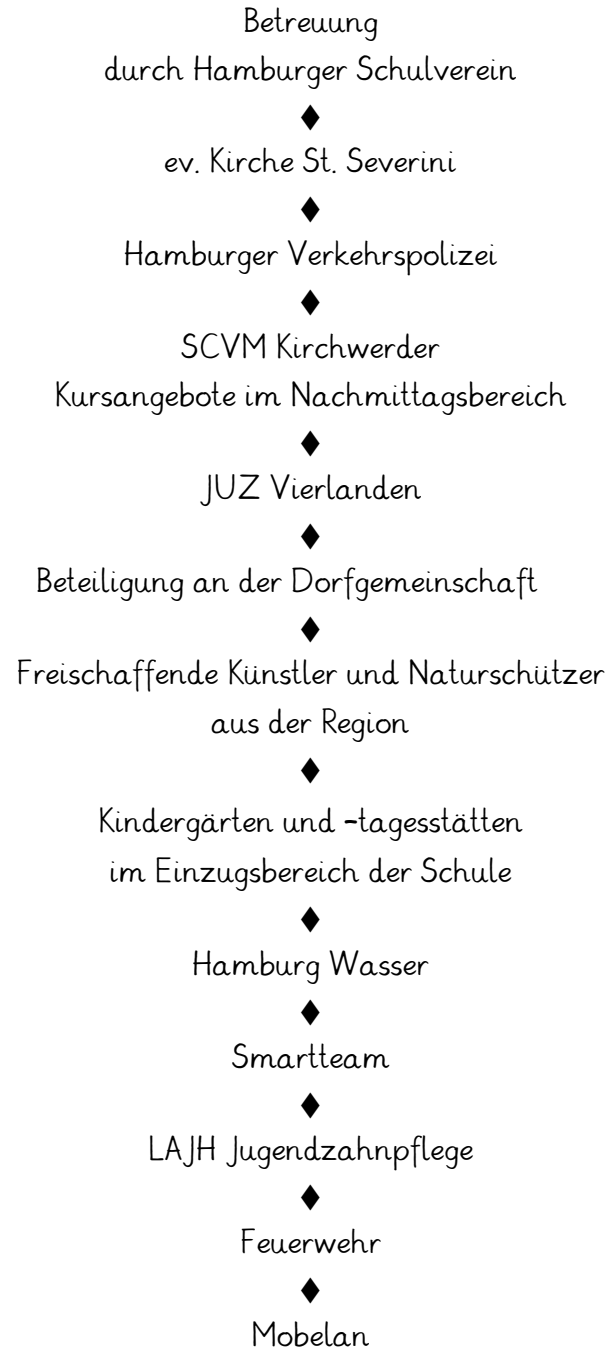 Betreuung
durch Hamburger Schulverein
♦
ev. Kirche St. Severini
♦
Hamburger Verkehrspolizei
♦
SCVM Kirchwerder
Kursangebote im Nachmittagsbereich
♦
JUZ Vierlanden
♦
Beteiligung an der Dorfgemeinschaft
♦
Freischaffende Künstler und Naturschützer
aus der Region
♦
Kindergärten und -tagesstätten
im Einzugsbereich der Schule
♦
Hamburg Wasser
♦
Smartteam
♦
LAJH Jugendzahnpflege
♦
Feuerwehr
♦
Mobelan